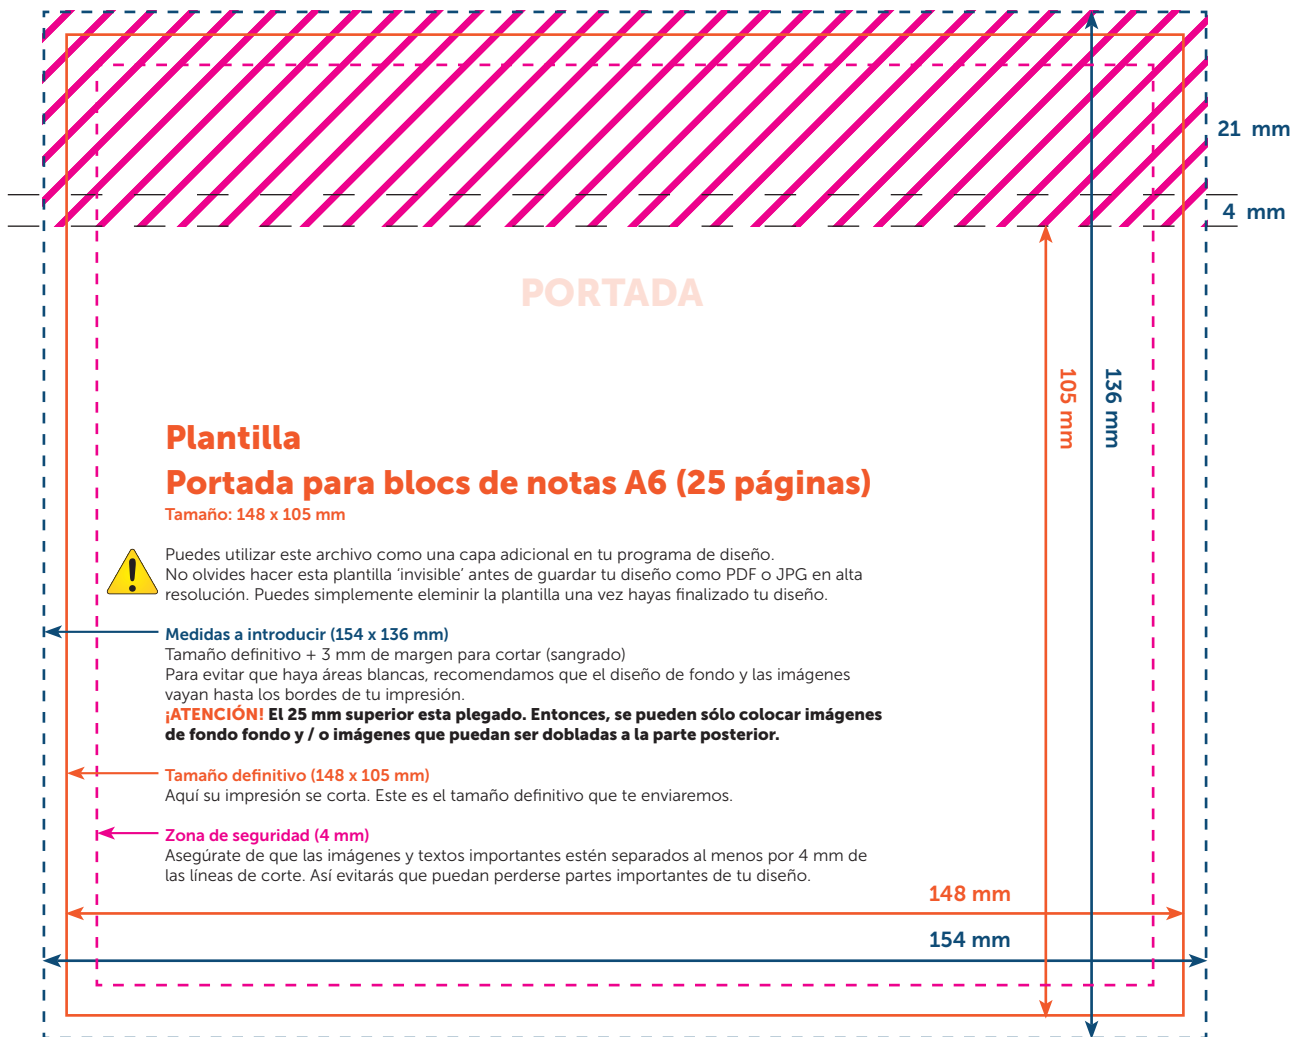 21 mm
4 mm
PORTADA
105 mm
136 mm
Plantilla
Portada para blocs de notas A6 (25 páginas)
Tamaño: 148 x 105 mm
Puedes utilizar este archivo como una capa adicional en tu programa de diseño.
No olvides hacer esta plantilla ‘invisible’ antes de guardar tu diseño como PDF o JPG en alta
resolución. Puedes simplemente eleminir la plantilla una vez hayas finalizado tu diseño.
Medidas a introducir (154 x 136 mm)
Tamaño definitivo + 3 mm de margen para cortar (sangrado)
Para evitar que haya áreas blancas, recomendamos que el diseño de fondo y las imágenes
vayan hasta los bordes de tu impresión.
¡ATENCIÓN! El 25 mm superior esta plegado. Entonces, se pueden sólo colocar imágenes
de fondo fondo y / o imágenes que puedan ser dobladas a la parte posterior.
Tamaño definitivo (148 x 105 mm)
Aquí su impresión se corta. Este es el tamaño definitivo que te enviaremos.
Zona de seguridad (4 mm)
Asegúrate de que las imágenes y textos importantes estén separados al menos por 4 mm de
las líneas de corte. Así evitarás que puedan perderse partes importantes de tu diseño.
148 mm
154 mm